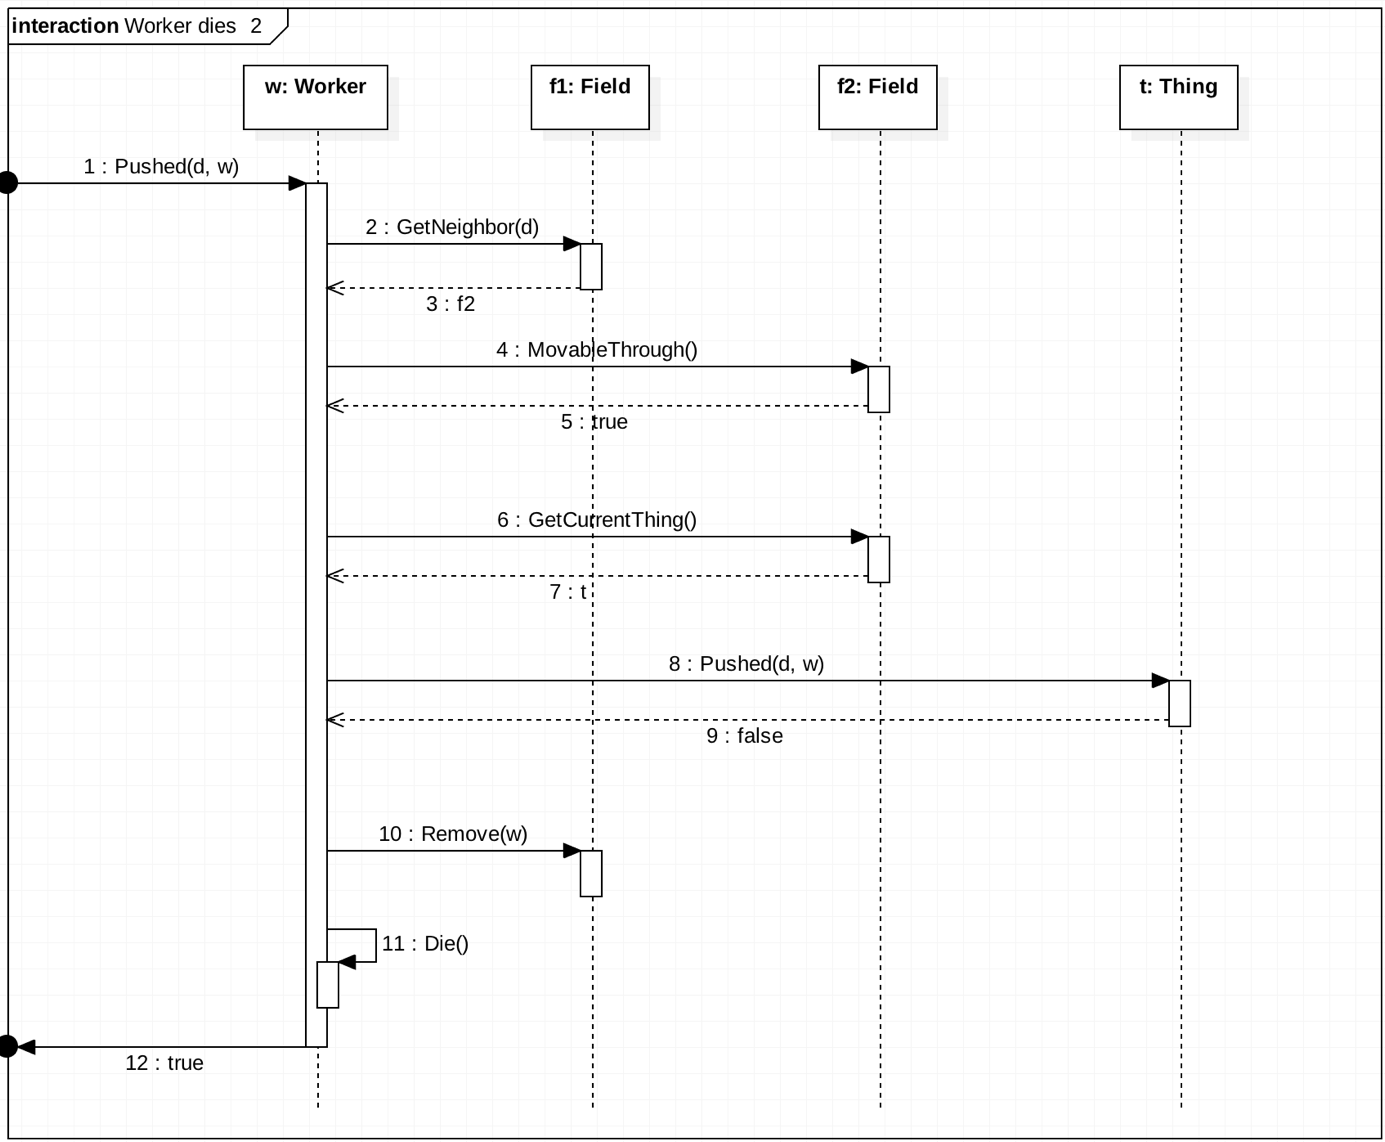 interaction Worker dies 2
w: Worker
f1: Field
f2: Field
t: Thing
1 : Pushed(d, w)
2 : GetNeighbor(d)
3 : f2
4 : MovableThrough()
5 : true
6 : GetCurrentThing()
7 : t
8 : Pushed(d, w)
9 : false
10 : Remove(w)
11 : Die()
12 : true